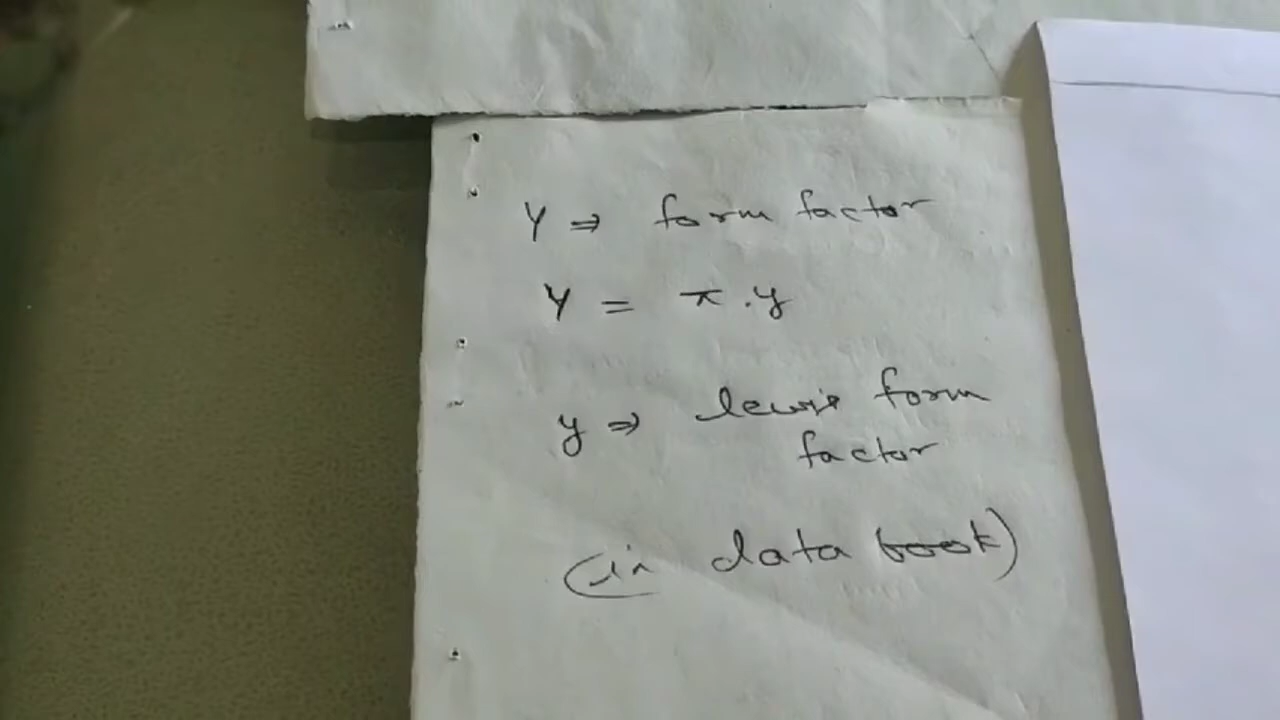 Y ⇒ form factor
Y = π.y
y ⇒ lewis form
factor
(in data book)